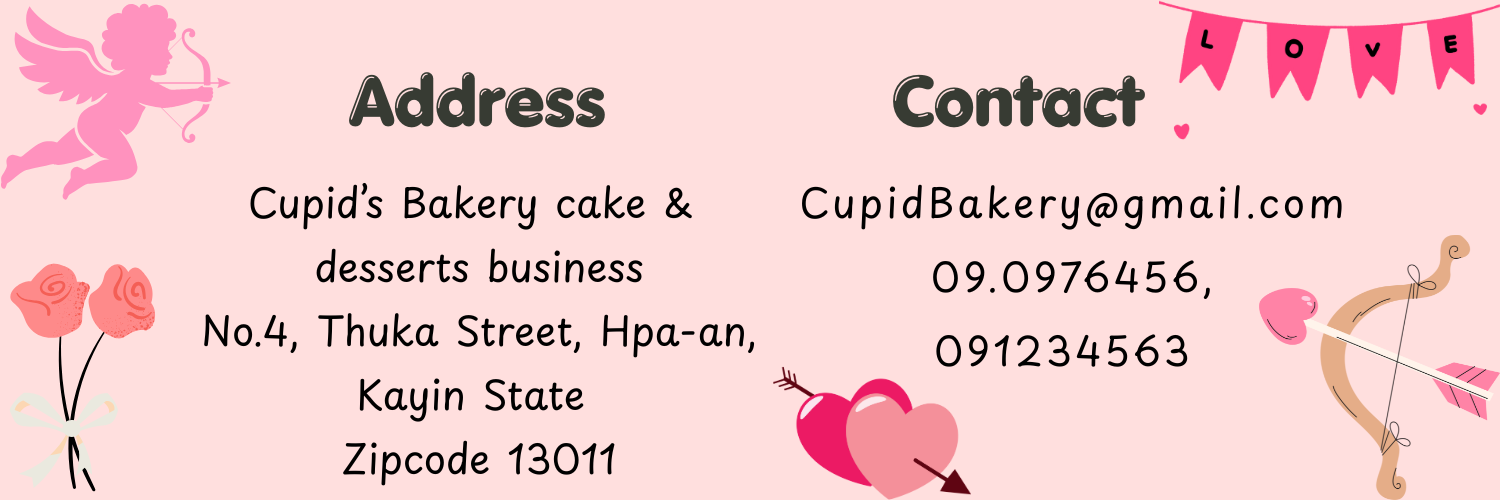 LOVE
Address
Cupid's Bakery cake &
desserts business
No.4, Thuka Street, Hpa-an,
Kayin State
Zipcode 13011
Contact
CupidBakery@gmail.com
09.0976456,
091234563